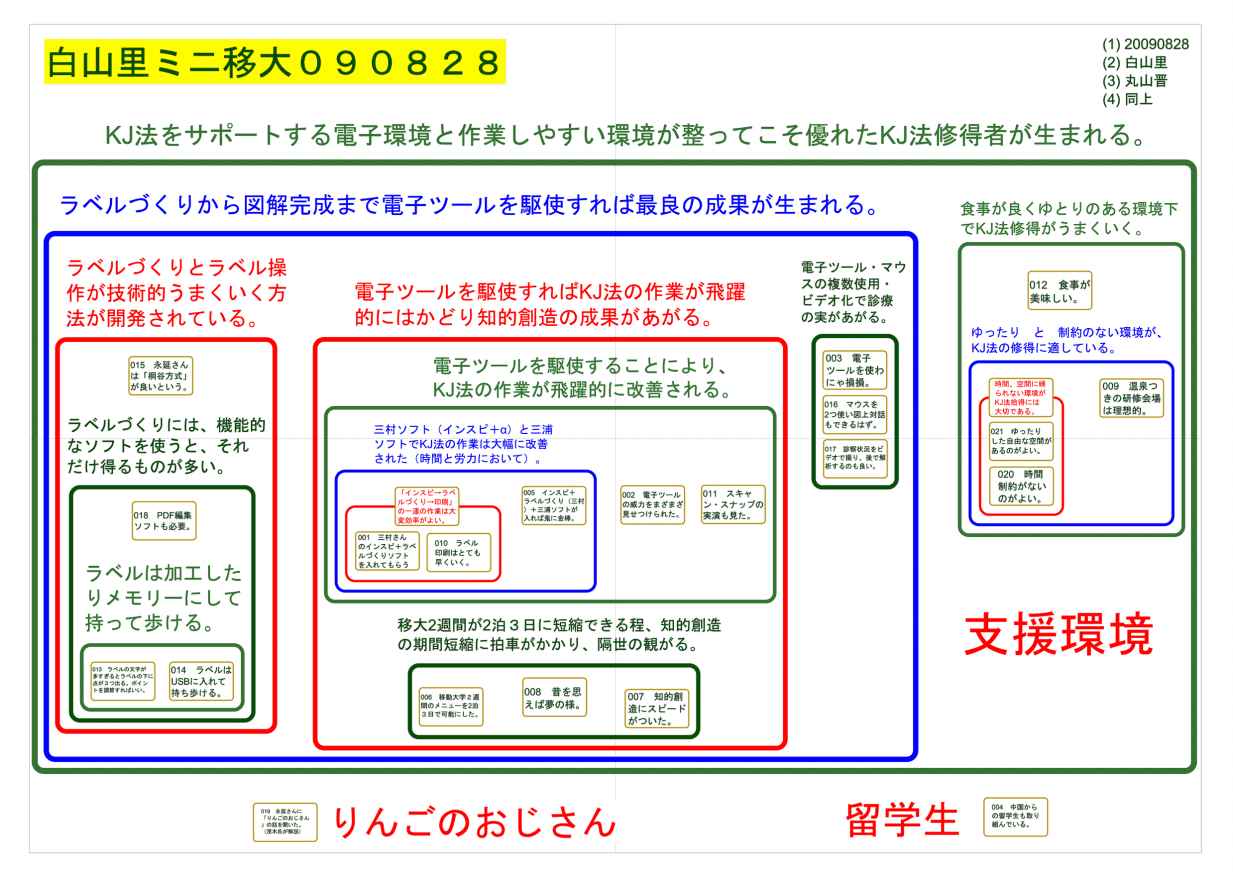 白山里ミニ移大０９０８２８
(1) 20090828
(2) 白山里
(3) 丸山晋
(4) 同上
KJ法をサポートする電子環境と作業しやすい環境が整ってこそ優れたKJ法修得者が生まれる。
ラベルづくりから図解完成まで電子ツールを駆使すれば最良の成果が生まれる。
ラベルづくりとラベル操
作が技術的うまくいく方
法が開発されている。
015　永延さん
は「桐谷方式」
が良いという。
ラベルづくりには、機能的
なソフトを使うと、それ
だけ得るものが多い。
018　PDF編集
ソフトも必要。
ラベルは加工した
りメモリーにして
持って歩ける。
013　ラベルの文字が
多すぎるとラベルの下に
点が３つ出る。ポイン
トを調節すればいい。
014　ラベルは
USBに入れて
持ち歩ける。
電子ツールを駆使すればKJ法の作業が飛躍
的にはかどり知的創造の成果があがる。
電子ツールを駆使することにより、
KJ法の作業が飛躍的に改善される。
三村ソフト（インスピ+α）と三浦
ソフトでKJ法の作業は大幅に改善
された（時間と労力において）。
「インスピーラベ
ルづくり→印刷」
の一連の作業は大
変効率がよい。
001　三村さん
のインスピ＋ラベ
ルづくりソフト
を入れてもらう
010　ラベル
印刷はとても
早くいく。
005　インスピ＋
ラベルづくり（三村
）＋三浦ソフトが
入れば鬼に金棒。
002　電子ツール
の威力をまざまざ
見せつけられた。
011　スキャ
ン・スナップの
実演も見た。
移大2週間が2泊３日に短縮できる程、知的創造
の期間短縮に拍車がかかり、隔世の観がる。
006　移動大学２週
間のメニューを2泊
３日で可能にした。
008　昔を思
えば夢の様。
007　知的創
造にスピード
がついた。
電子ツール・マウ
スの複数使用・
ビデオ化で診療
の実があがる。
003　電子
ツールを使わ
にゃ損損。
016　マウスを
2つ使い図上対話
もできるはず。
017　診察状況をビ
デオで撮り、後で解
析するのも良い。
食事が良くゆとりのある環境下
でKJ法修得がうまくいく。
012　食事が
美味しい。
ゆったり　と　制約のない環境が、
KJ法の修得に適している。
時間、空間に縛
られない環境が
KJ法修得には
大切である。
021　ゆったり
した自由な空間が
あるのがよい。
020　時間
制約がない
のがよい。
009　温泉つ
きの研修会場
は理想的。
支援環境
019　永延さんに
「りんごのおじさん
」の話を聞いた。
りんごのおじさん
留学生
004　中国から
の留学生も取り
組んでいる。